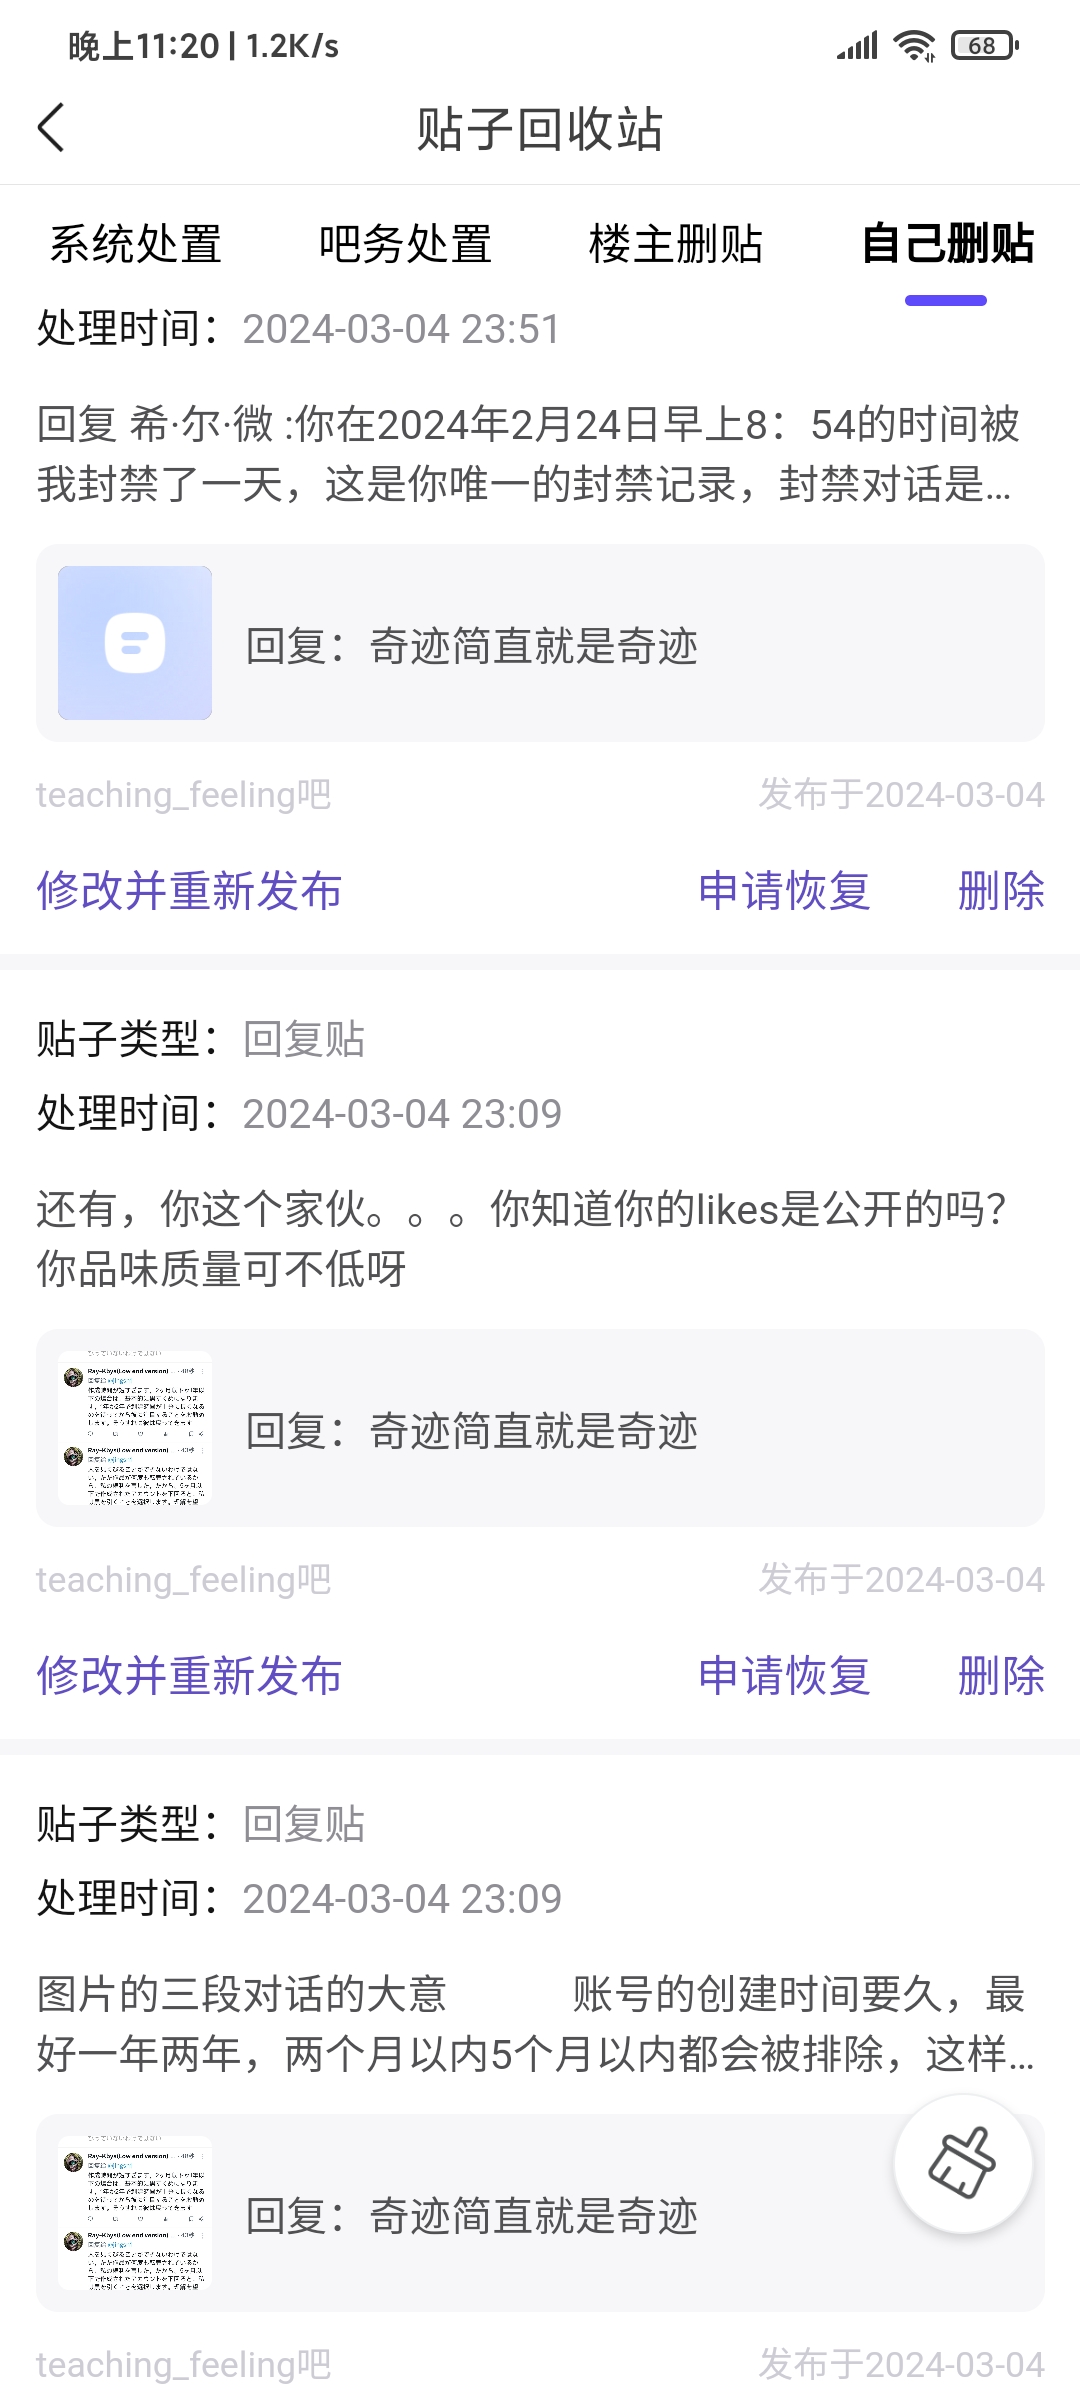 晚上11:20 | 1.2K/s
68
贴子回收站
系统处置 吧务处置 楼主删贴 自己删贴
处理时间：2024-03-04 23:51
回复 希·尔·微 :你在2024年2月24日早上8：54的时间被
我封禁了一天，这是你唯一的封禁记录，封禁对话是...
回复：奇迹简直就是奇迹
teaching_feeling吧 发布于2024-03-04
修改并重新发布 申请恢复 删除
贴子类型：回复贴
处理时间：2024-03-04 23:09
还有，你这个家伙。。。你知道你的likes是公开的吗？
你品味质量可不低呀
回复：奇迹简直就是奇迹
teaching_feeling吧 发布于2024-03-04
修改并重新发布 申请恢复 删除
贴子类型：回复贴
处理时间：2024-03-04 23:09
图片的三段对话的大意 账号的创建时间要久，最
好一年两年，两个月以内5个月以内都会被排除，这样...
回复：奇迹简直就是奇迹
teaching_feeling吧 发布于2024-03-04